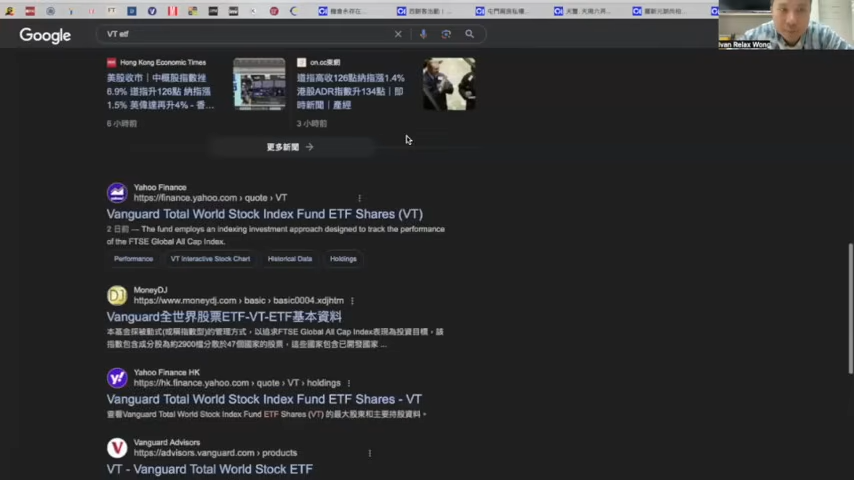 Google
VT etf
Ivan Relax Wong
Hong Kong Economic Times
美股收市｜中概股指數挫
6.9% 道指升126點 納指漲
1.5% 英偉達再升4% - 香...
6 小時前
on.cc東網
道指高收126點納指漲1.4%
港股ADR指數升134點｜即
時新聞｜產經
3 小時前
更多新聞
Yahoo Finance
https://finance.yahoo.com › quote › VT
Vanguard Total World Stock Index Fund ETF Shares (VT)
2 日前 — The fund employs an indexing investment approach designed to track the performance
of the FTSE Global All Cap Index.
Performance
VT Interactive Stock Chart
Historical Data
Holdings
MoneyDJ
https://www.moneydj.com › basic › basic0004.xdjhtm
Vanguard全世界股票ETF-VT-ETF基本資料
本基金採被動式(或稱指數型)的管理方式，以追求FTSE Global All Cap Index表現為投資目標。該
指數包含成分股為約2900檔分散於47個國家的股票，這些國家包含已開發國家 ...
Yahoo Finance HK
https://hk.finance.yahoo.com › quote › VT › holdings
Vanguard Total World Stock Index Fund ETF Shares - VT
查看Vanguard Total World Stock Index Fund ETF Shares (VT) 的最大股東和主要持股資料。
Vanguard Advisors
https://advisors.vanguard.com › products
VT - Vanguard Total World Stock ETF